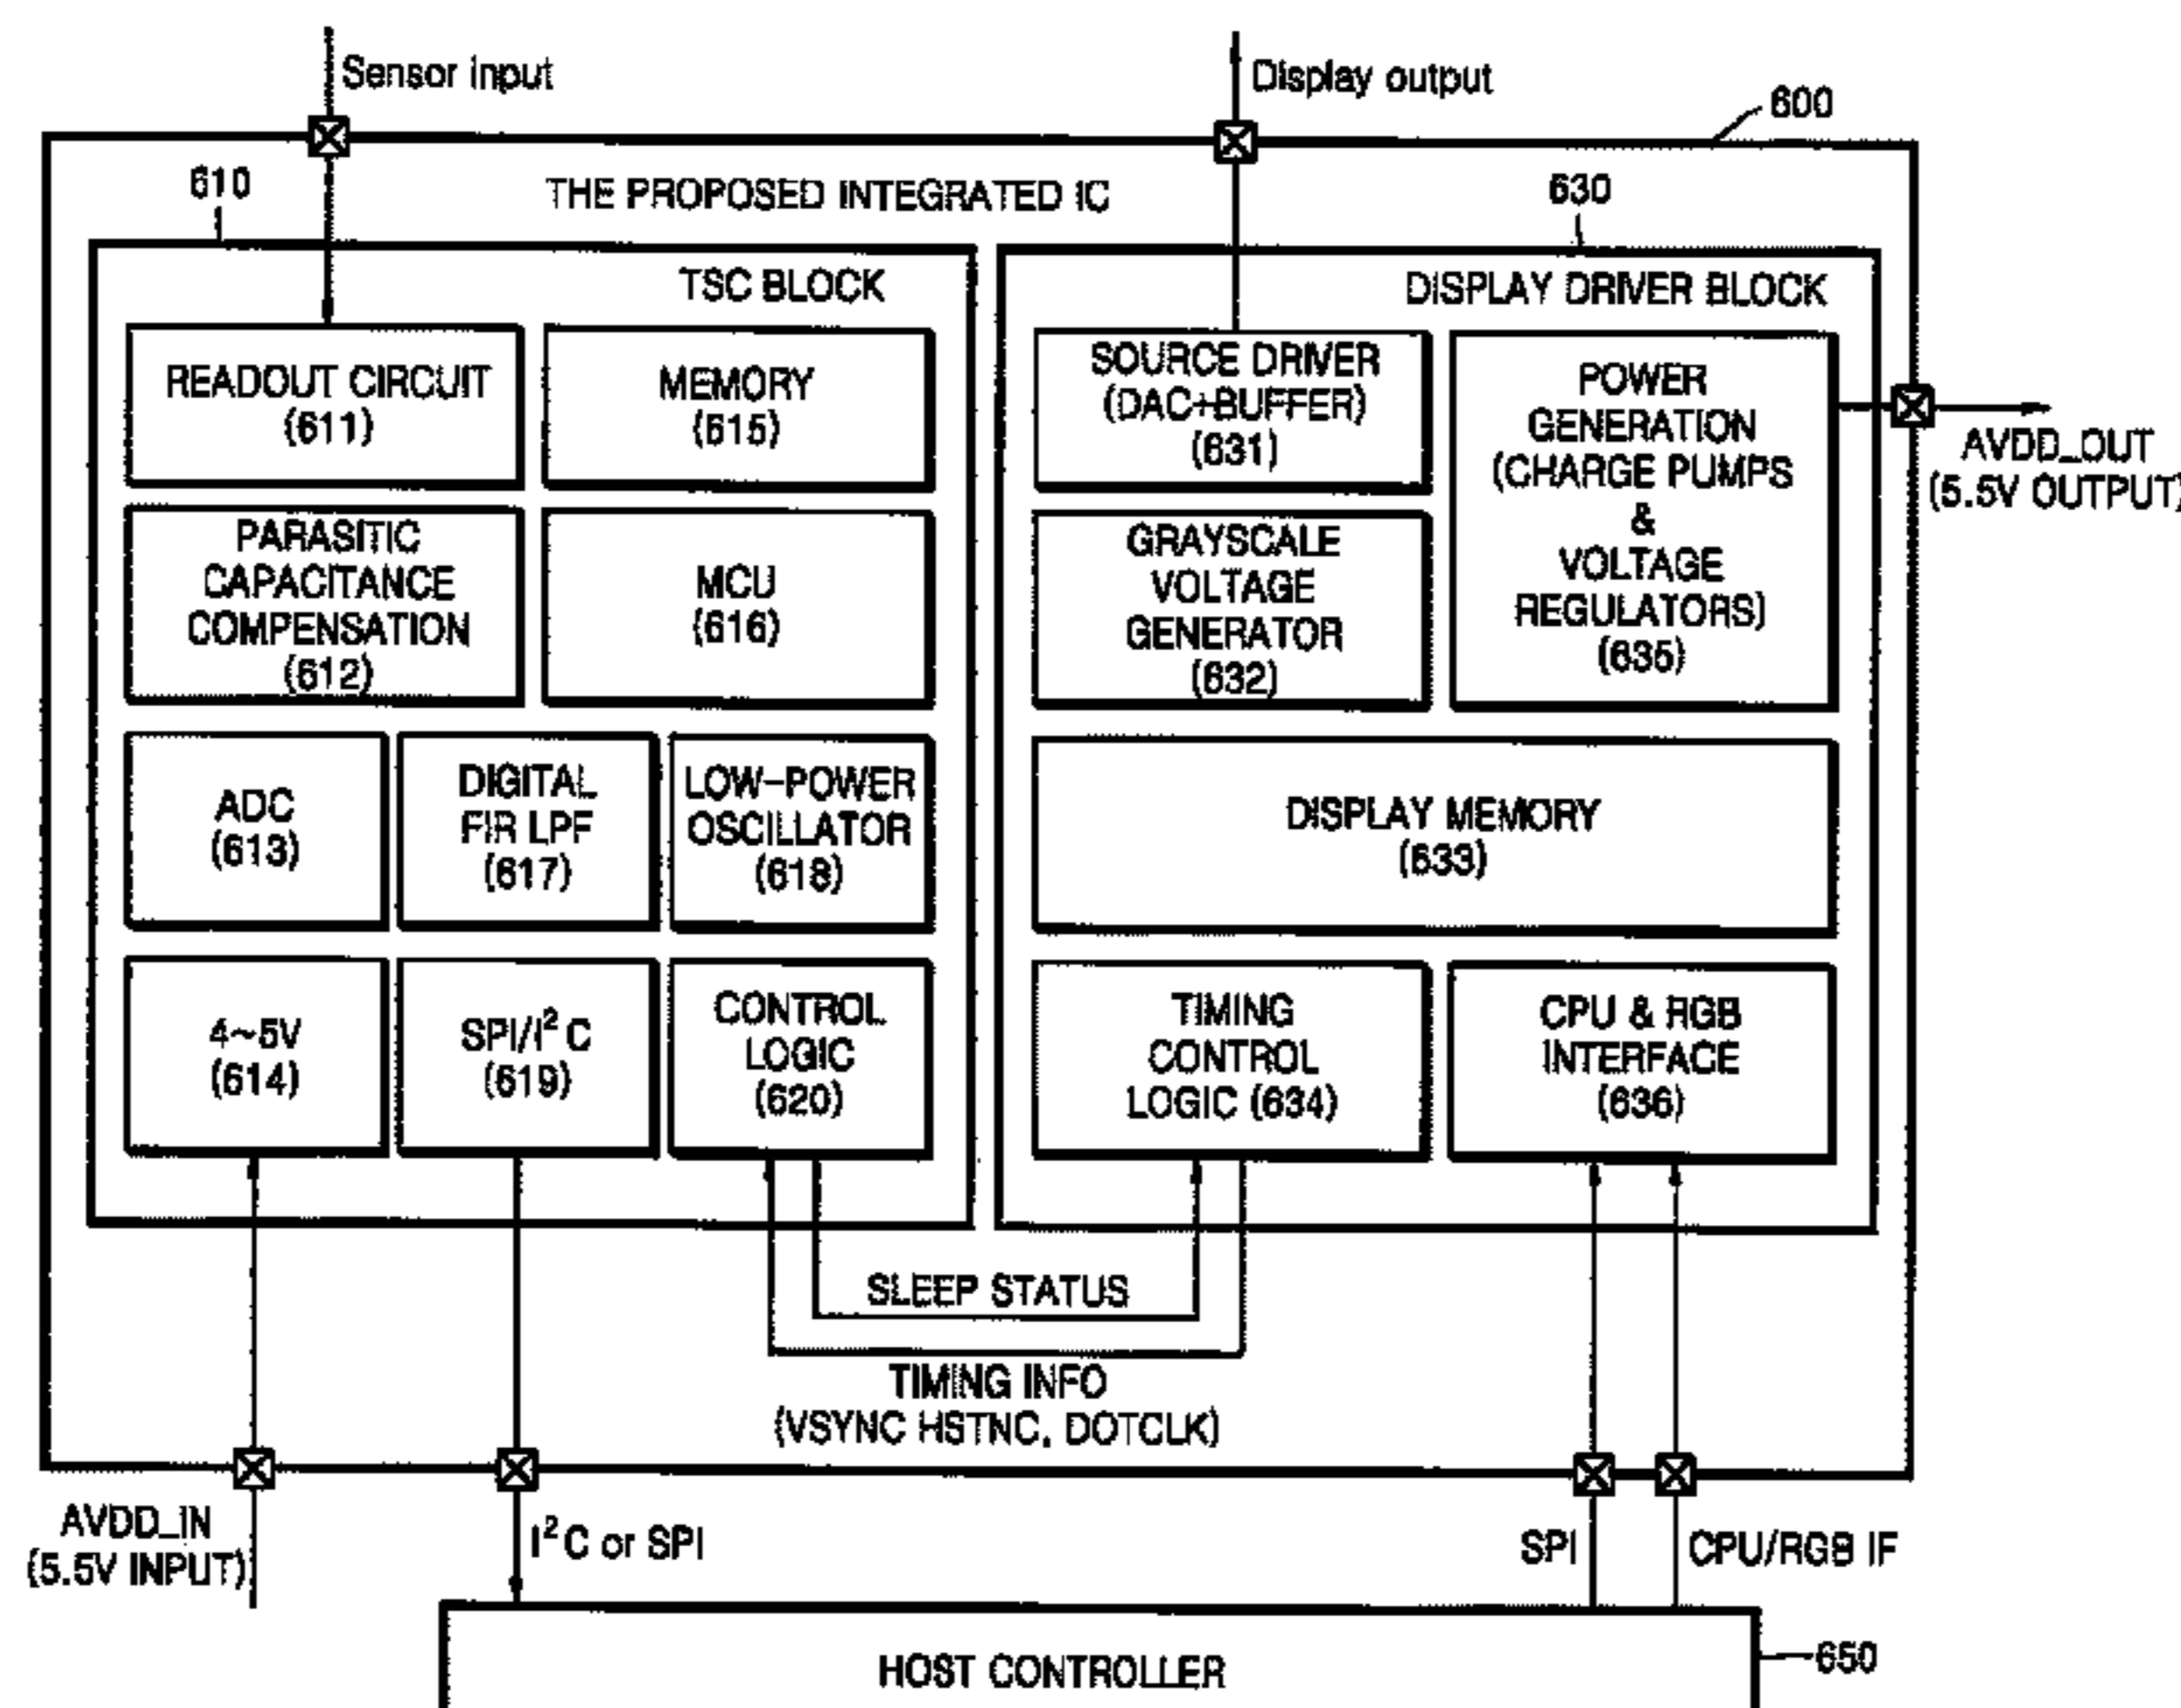 Sensor input
Display output
600
610
THE PROPOSED INTEGRATED IC
630
TSC BLOCK
DISPLAY DRIVER BLOCK
READOUT CIRCUIT
(611)
MEMORY
(615)
SOURCE DRIVER
(DAC+BUFFER)
(631)
POWER
GENERATION
(CHARGE PUMPS
&
VOLTAGE
REGULATORS)
(635)
AVDD_OUT
(5.5V OUTPUT)
PARASITIC
CAPACITANCE
COMPENSATION
(612)
MCU
(616)
GRAYSCALE
VOLTAGE
GENERATOR
(632)
ADC
(613)
DIGITAL
FIR LPF
(617)
LOW-POWER
OSCILLATOR
(618)
DISPLAY MEMORY
(633)
4~5V
(614)
SPI/I²C
(619)
CONTROL
LOGIC
(620)
TIMING
CONTROL
LOGIC (634)
CPU & RGB
INTERFACE
(636)
SLEEP STATUS
TIMING INFO
(VSYNC HSTNC, DOTCLK)
AVDD_IN
(5.5V INPUT)
I²C or SPI
SPI
CPU/RGB IF
HOST CONTROLLER
650